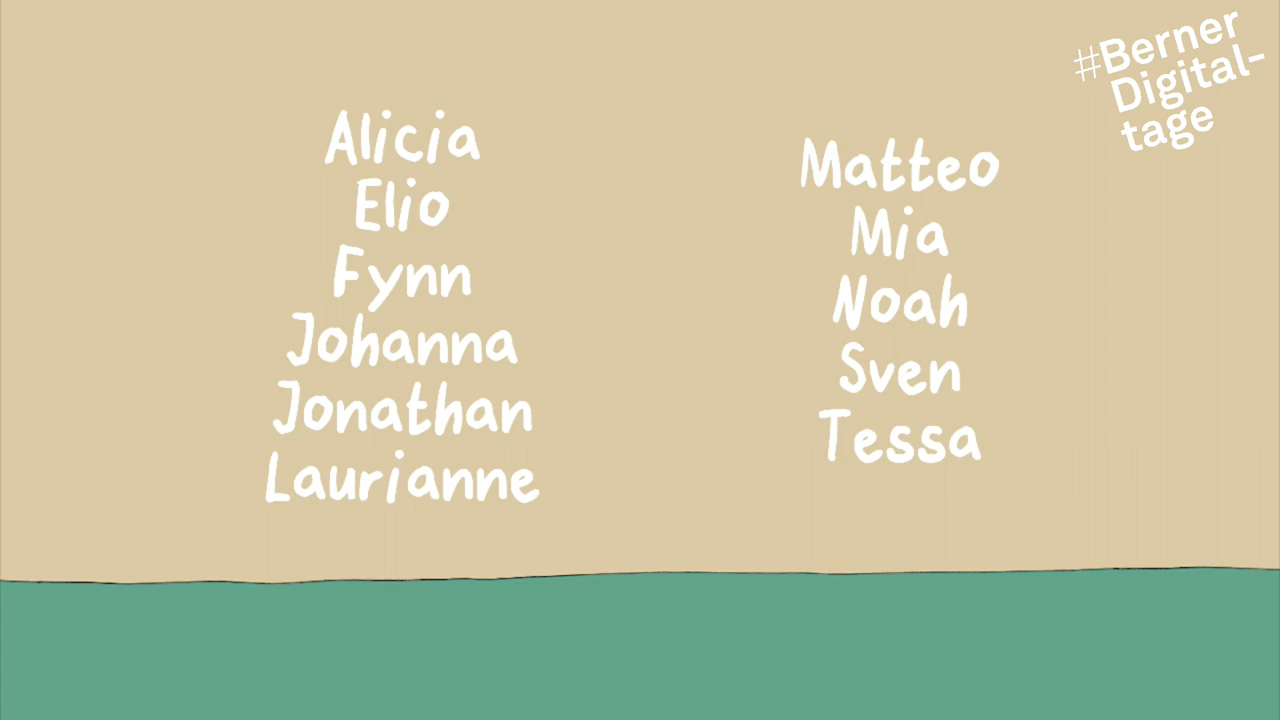 #Berner
Digital-
tage
Alicia
Elio
Fynn
Johanna
Jonathan
Laurianne
Matteo
Mia
Noah
Sven
Tessa